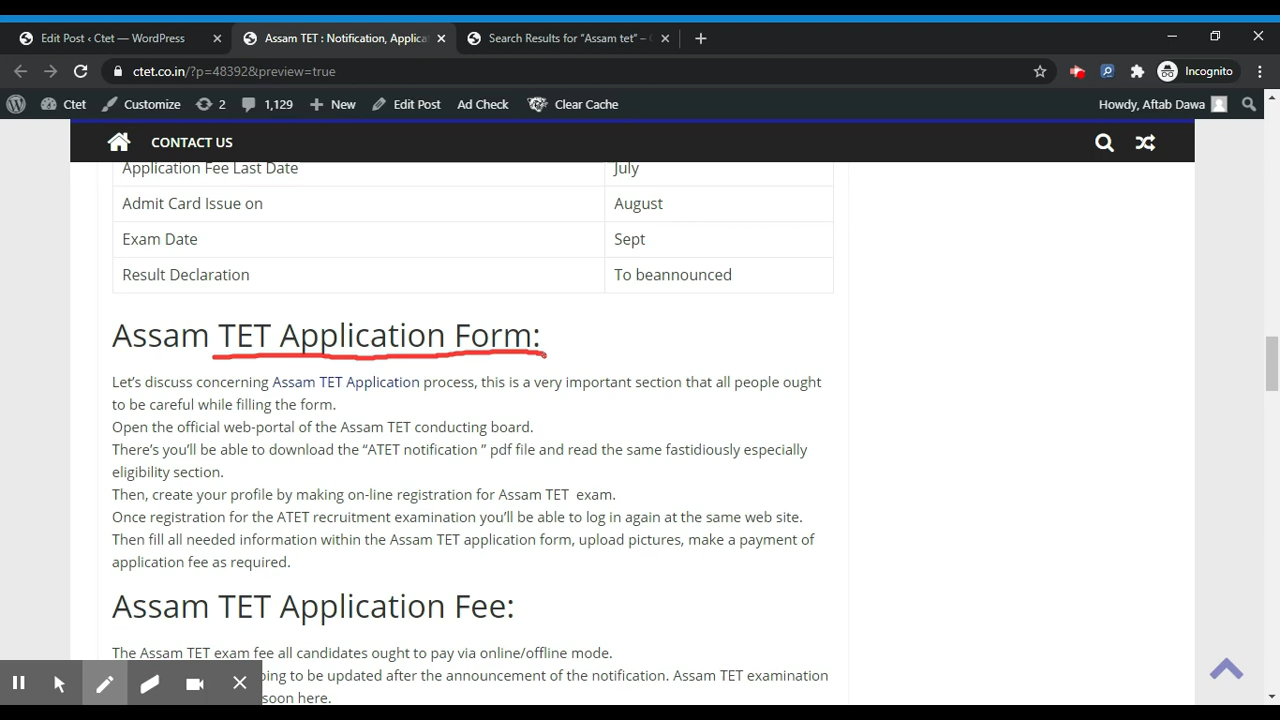 Edit Post ‹ Ctet — WordPress
Assam TET : Notification, Applica
Search Results for “Assam tet” –
ctet.co.in/?p=48392&preview=true
Incognito
Ctet Customize 2 1,129 New Edit Post Ad Check Clear Cache Howdy, Aftab Dawa
CONTACT US
Application Fee Last Date July
Admit Card Issue on August
Exam Date Sept
Result Declaration To beannounced
Assam TET Application Form:
Let’s discuss concerning Assam TET Application process, this is a very important section that all people ought
to be careful while filling the form.
Open the official web-portal of the Assam TET conducting board.
There’s you’ll be able to download the “ATET notification ” pdf file and read the same fastidiously especially
eligibility section.
Then, create your profile by making on-line registration for Assam TET exam.
Once registration for the ATET recruitment examination you’ll be able to log in again at the same web site.
Then fill all needed information within the Assam TET application form, upload pictures, make a payment of
application fee as required.
Assam TET Application Fee:
The Assam TET exam fee all candidates ought to pay via online/offline mode.
to be updated after the announcement of the notification. Assam TET examination
soon here.